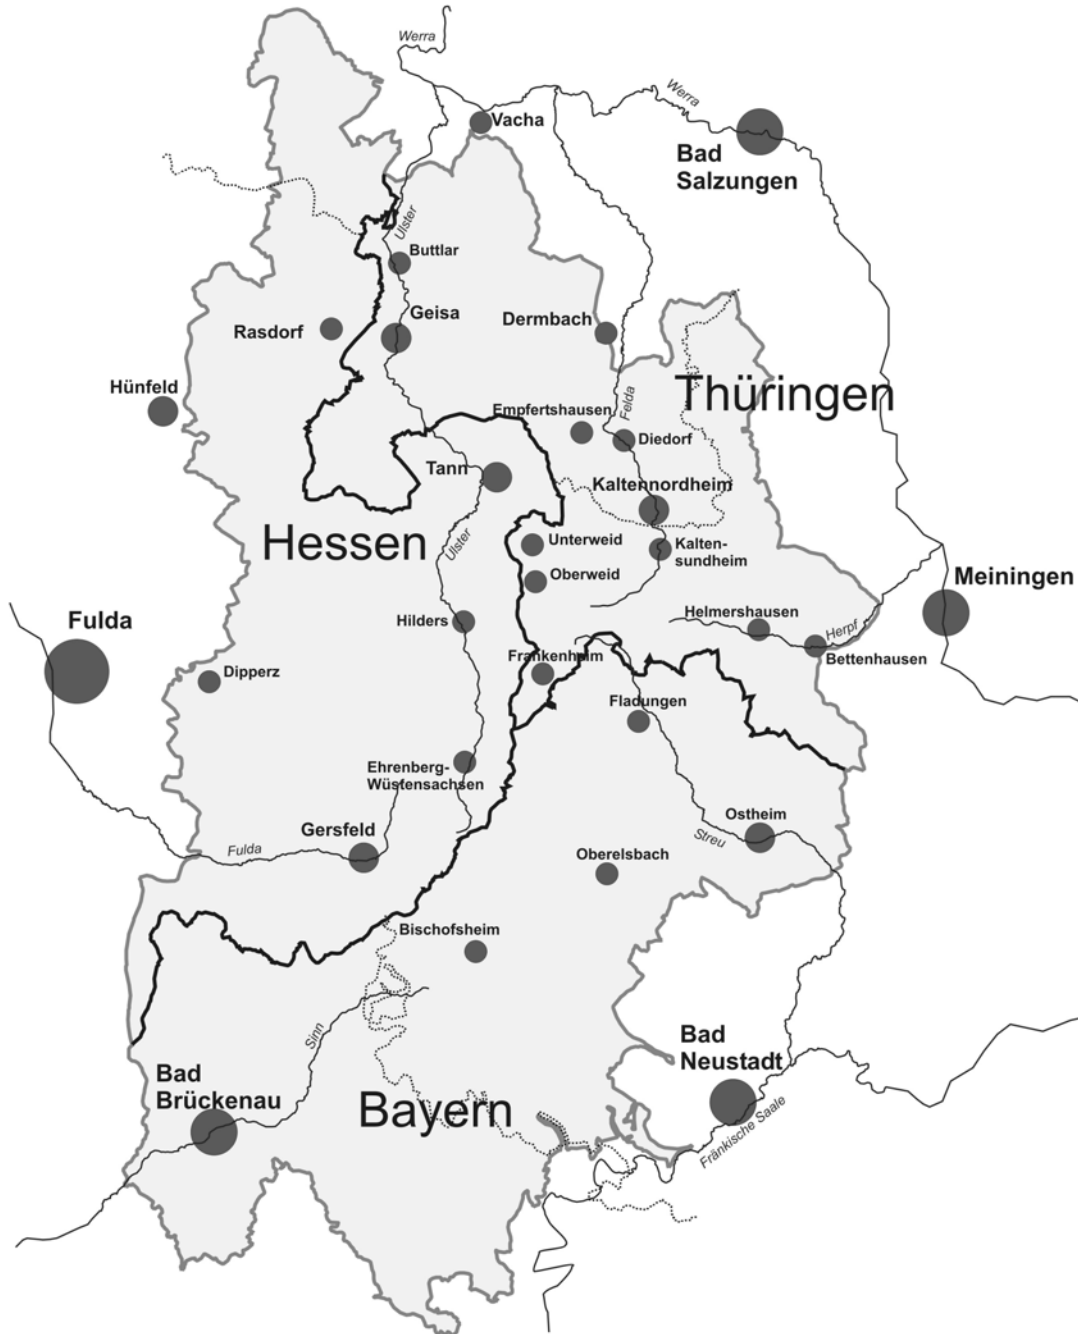 Werra
Werra
Vacha
Bad
Salzungen
Ulster
Buttlar
Geisa
Rasdorf
Dermbach
Hünfeld
Thüringen
Felda
Empfertshausen
Diedorf
Tann
Kaltennordheim
Hessen
Ulster
Unterweid
Kalten-
sundheim
Oberweid
Meiningen
Fulda
Hilders
Helmershausen
Herpf
Bettenhausen
Frankenheim
Dipperz
Fladungen
Ehrenberg-
Wüstensachsen
Gersfeld
Ostheim
Fulda
Streu
Oberelsbach
Bischofsheim
Sinn
Bad
Neustadt
Bad
Brückenau
Bayern
Fränkische Saale